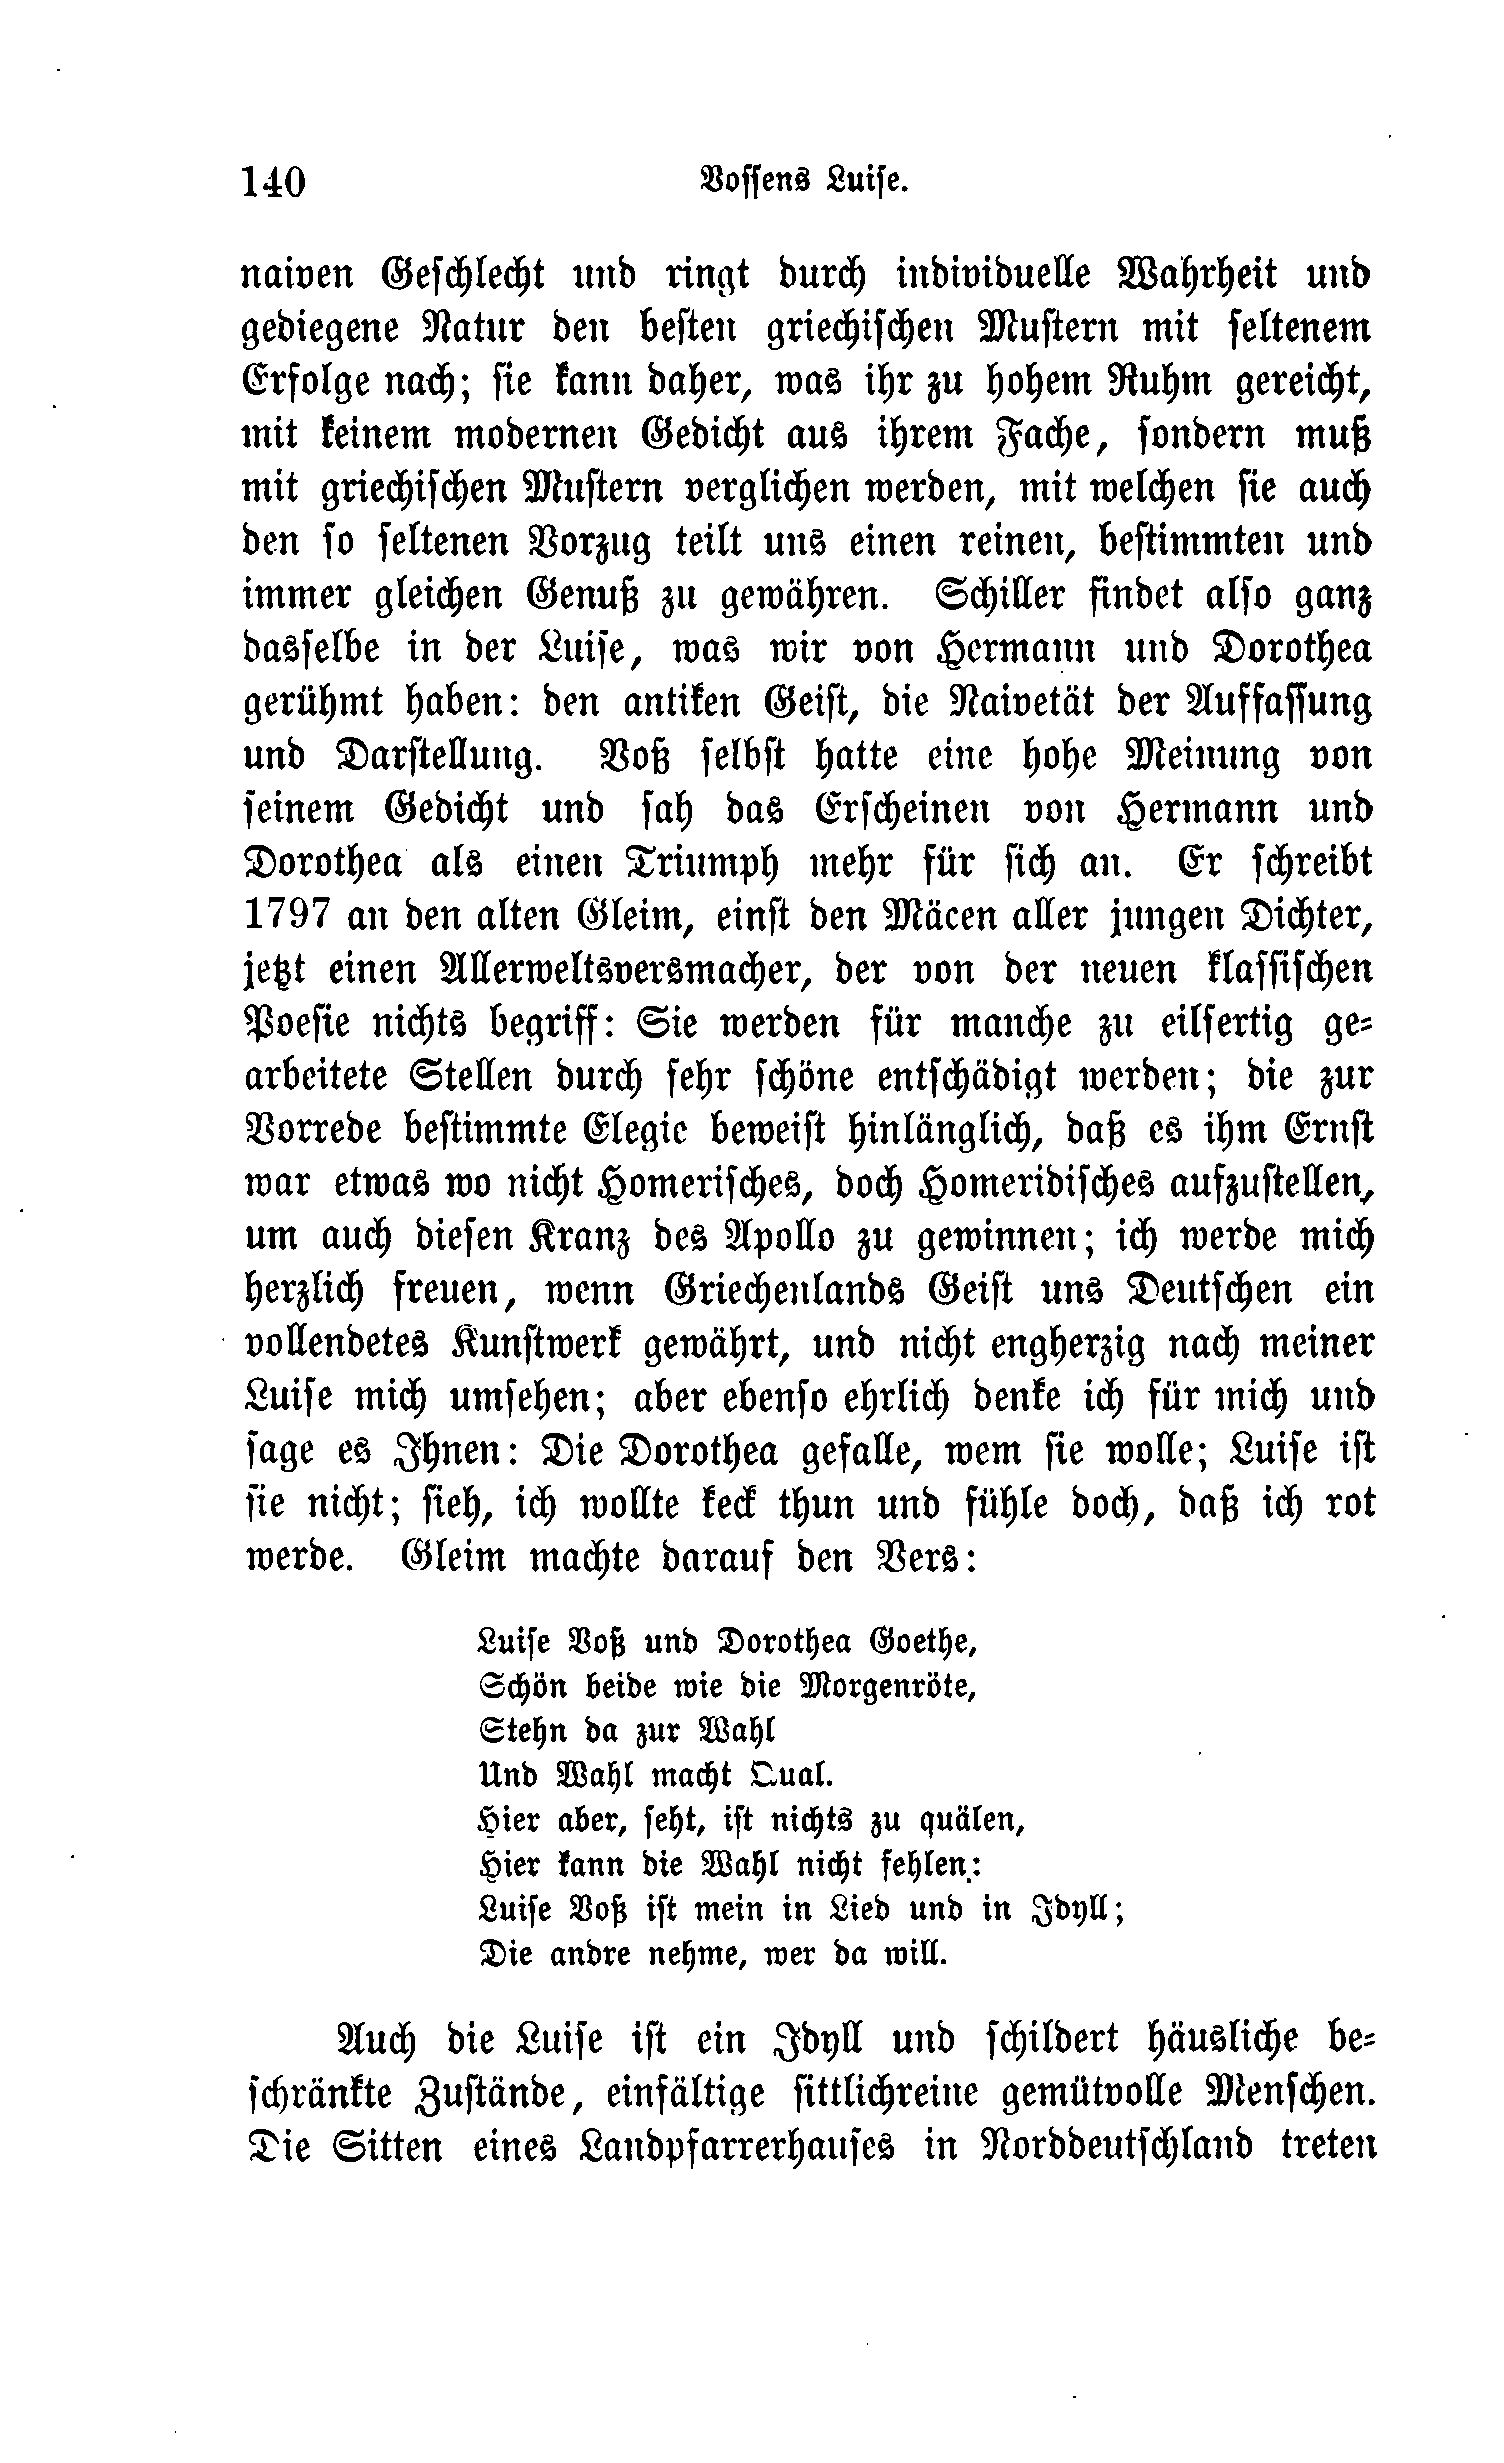 140 Vossens Luise.
naiven Geschlecht und ringt durch individuelle Wahrheit und
gediegene Natur den besten griechischen Mustern mit seltenem
Erfolge nach; sie kann daher, was ihr zu hohem Ruhm gereicht,
mit keinem modernen Gedicht aus ihrem Fache, sondern muß
mit griechischen Mustern verglichen werden, mit welchen sie auch
den so seltenen Vorzug teilt uns einen reinen, bestimmten und
immer gleichen Genuß zu gewähren. Schiller findet also ganz
dasselbe in der Luise, was wir von Hermann und Dorothea
gerühmt haben: den antiken Geist, die Naivetät der Auffassung
und Darstellung. Voß selbst hatte eine hohe Meinung von
seinem Gedicht und sah das Erscheinen von Hermann und
Dorothea als einen Triumph mehr für sich an. Er schreibt
1797 an den alten Gleim, einst den Mäcen aller jungen Dichter,
jetzt einen Allerweltsversmacher, der von der neuen klassischen
Poesie nichts begriff: Sie werden für manche zu eilfertig ge-
arbeitete Stellen durch sehr schöne entschädigt werden; die zur
Vorrede bestimmte Elegie beweist hinlänglich, daß es ihm Ernst
war etwas wo nicht Homerisches, doch Homeridisches aufzustellen,
um auch diesen Kranz des Apollo zu gewinnen; ich werde mich
herzlich freuen, wenn Griechenlands Geist uns Deutschen ein
vollendetes Kunstwerk gewährt, und nicht engherzig nach meiner
Luise mich umsehen; aber ebenso ehrlich denke ich für mich und
sage es Ihnen: Die Dorothea gefalle, wem sie wolle; Luise ist
sie nicht; sieh, ich wollte keck thun und fühle doch, daß ich rot
werde. Gleim machte darauf den Vers:
Luise Voß und Dorothea Goethe,
Schön beide wie die Morgenröte,
Stehn da zur Wahl
Und Wahl macht Qual.
Hier aber, seht, ist nichts zu quälen,
Hier kann die Wahl nicht fehlen:
Luise Voß ist mein in Lied und in Idyll;
Die andre nehme, wer da will.
Auch die Luise ist ein Idyll und schildert häusliche be-
schränkte Zustände, einfältige sittlichreine gemütvolle Menschen.
Die Sitten eines Landpfarrerhauses in Norddeutschland treten